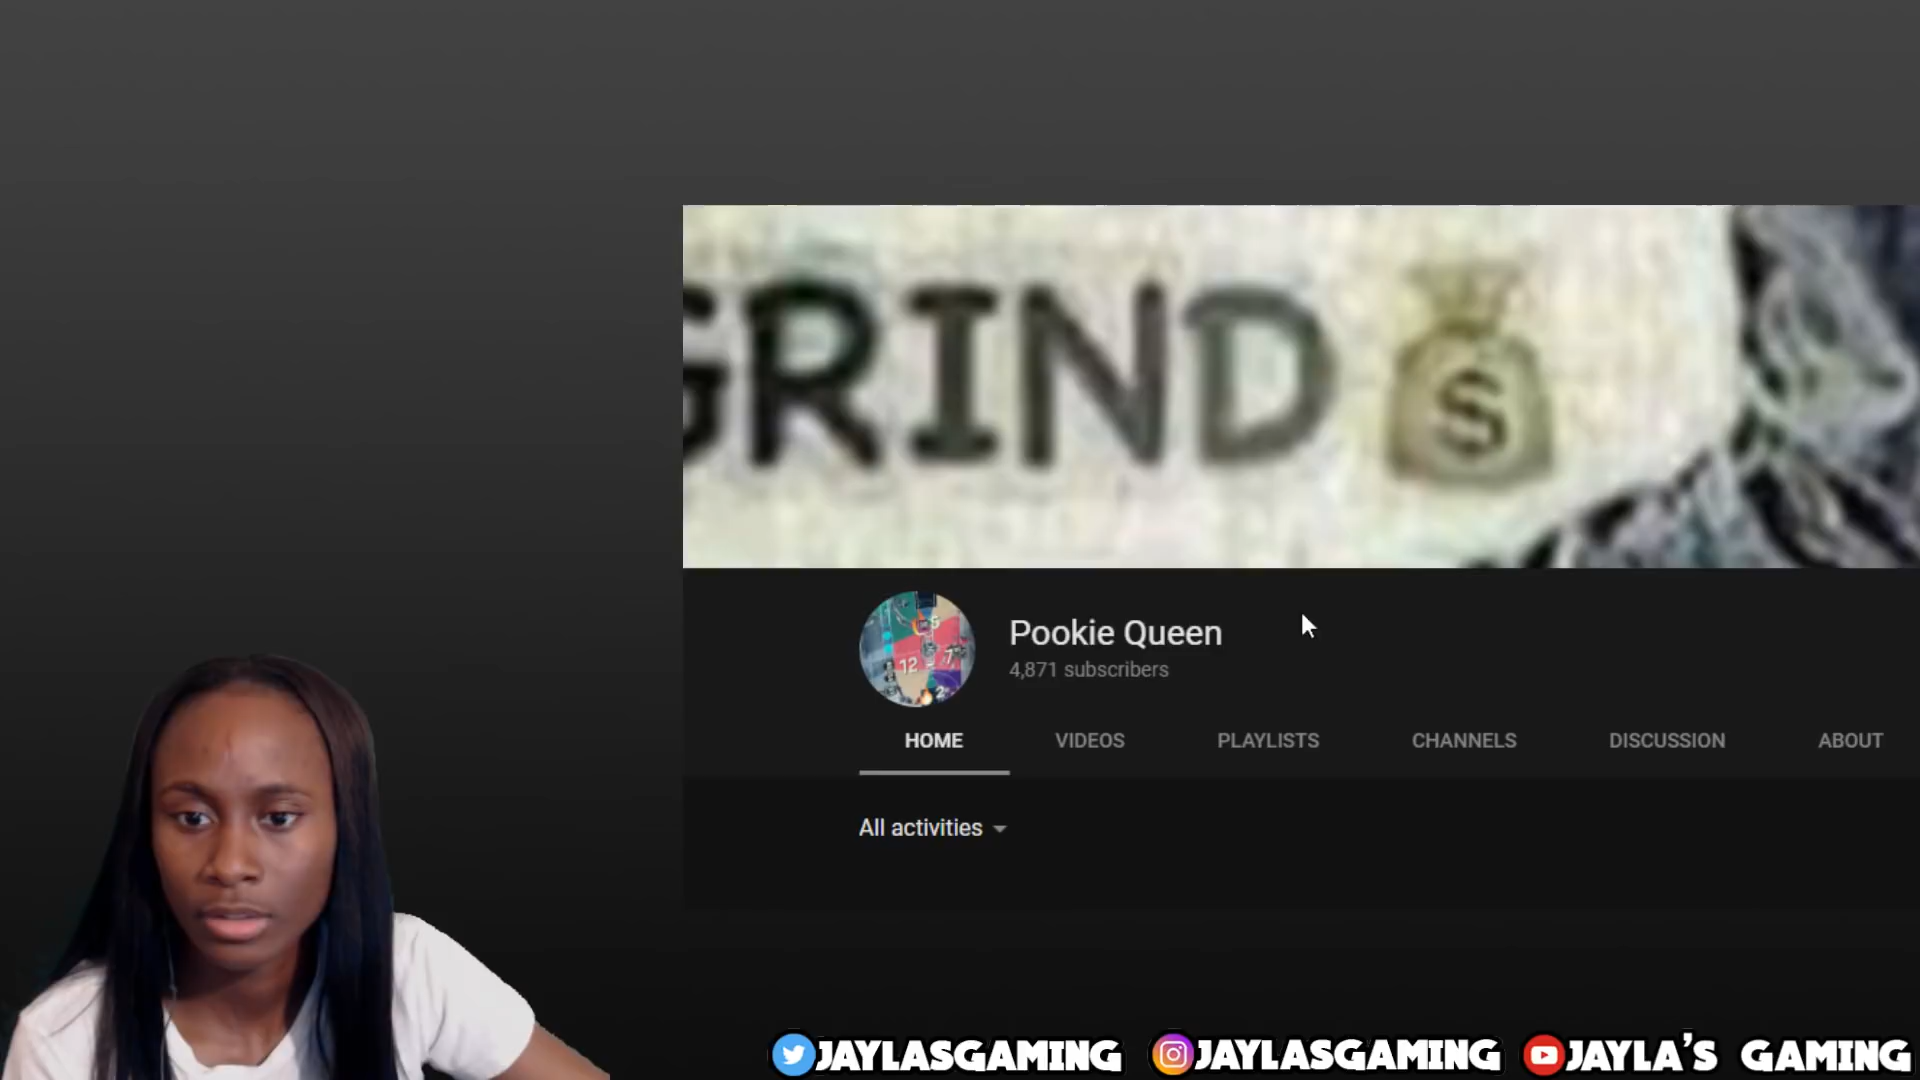 GRIND
$
Pookie Queen
4,871 subscribers
HOME VIDEOS PLAYLISTS CHANNELS DISCUSSION ABOUT
All activities
JAYLASGAMING JAYLASGAMING JAYLA'S GAMING